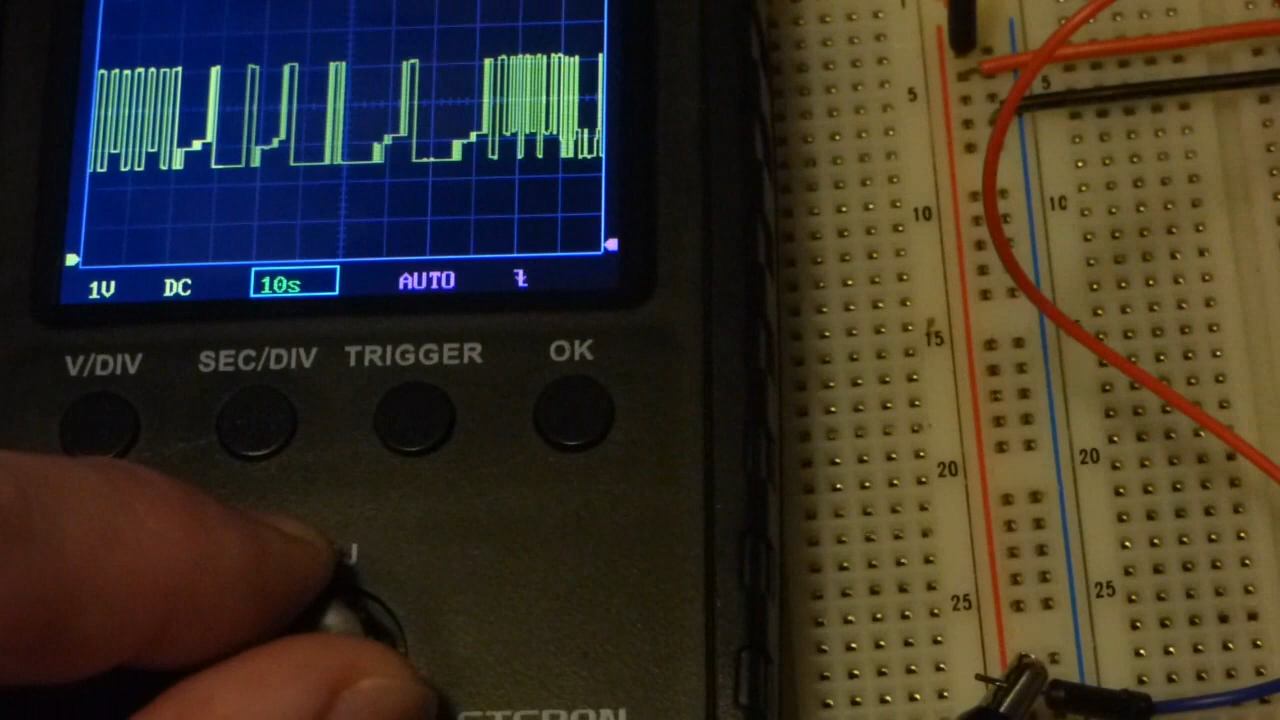 1V DC 10s AUTO
V/DIV SEC/DIV TRIGGER OK
5 5
10 10
15
20 20
25 25